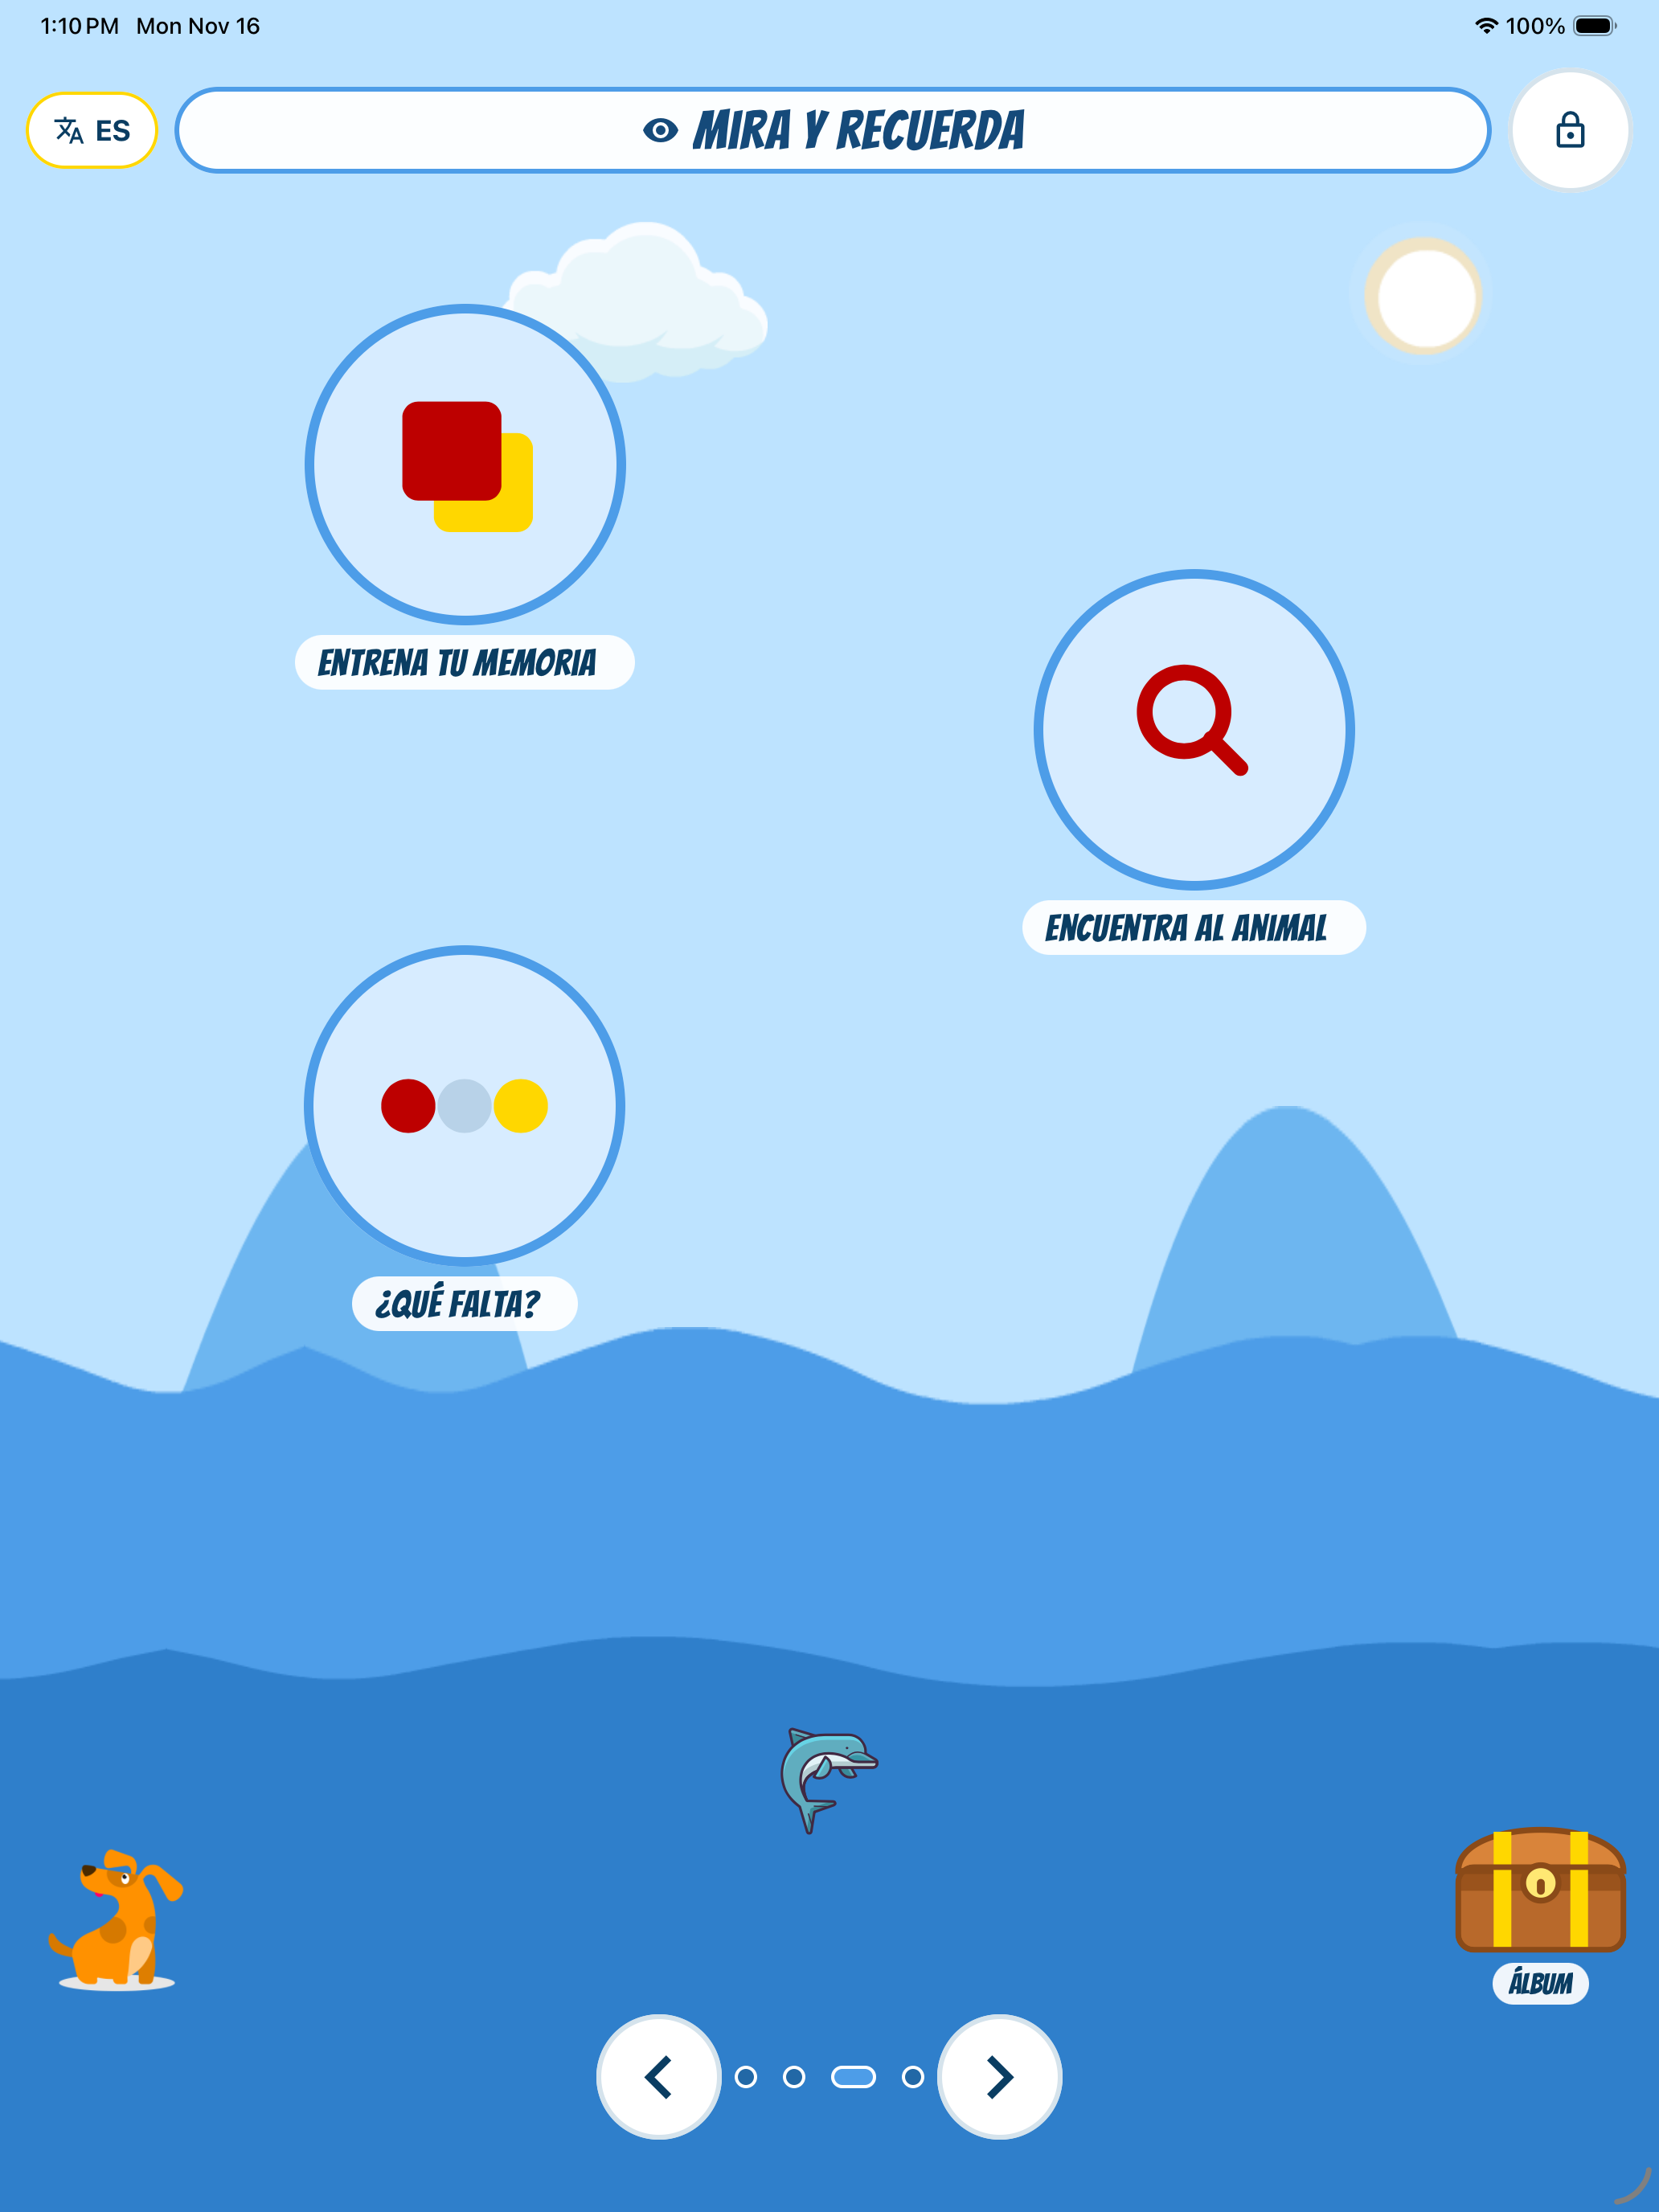 1:10 PM Mon Nov 16
100%
ES
MIRA Y RECUERDA
ENTRENA TU MEMORIA
ENCUENTRA AL ANIMAL
¿QUÉ FALTA?
ÁLBUM